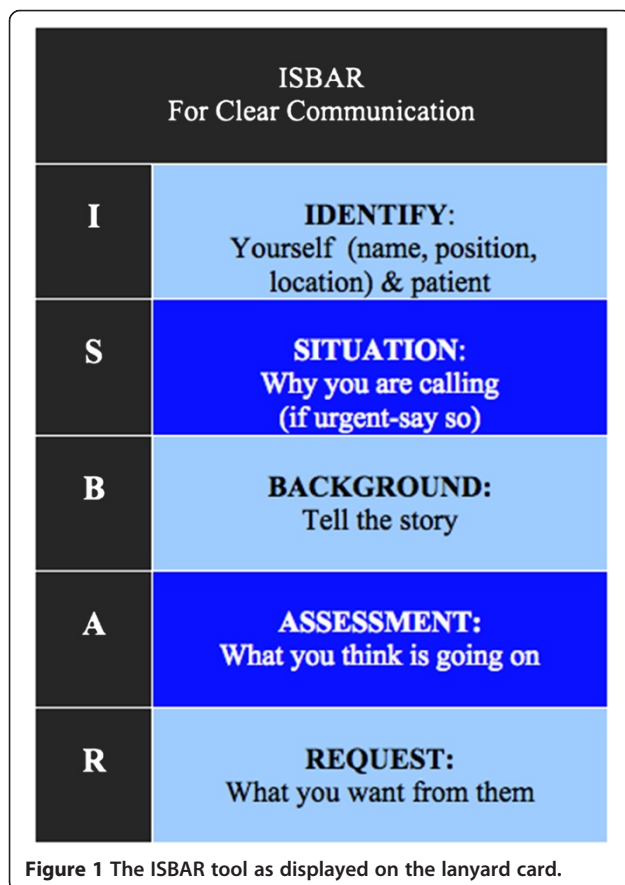 ISBAR
For Clear Communication
I
IDENTIFY:
Yourself (name, position,
location) & patient
S
SITUATION:
Why you are calling
(if urgent-say so)
B
BACKGROUND:
Tell the story
A
ASSESSMENT:
What you think is going on
R
REQUEST:
What you want from them
Figure 1 The ISBAR tool as displayed on the lanyard card.